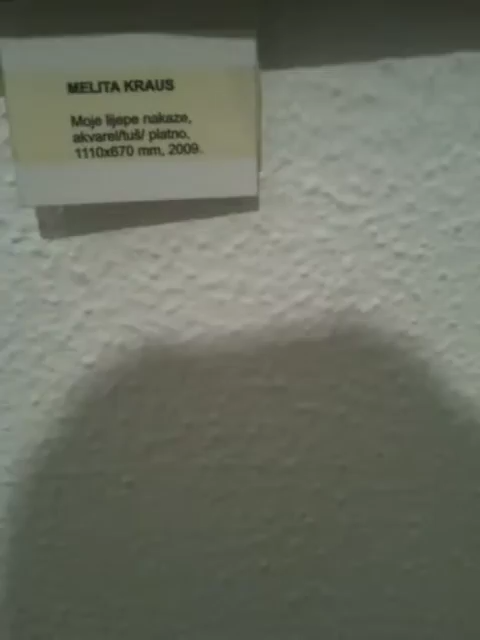 MELITA KRAUS
Moje lijepe nakaze,
akvarel/tuš/ platno,
1110x670 mm, 2009.